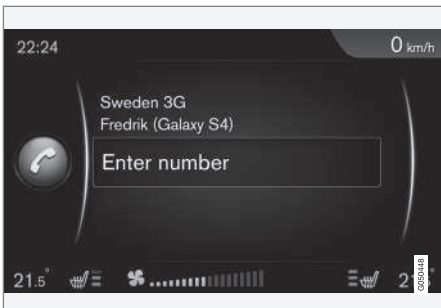 22:24
0 km/h
Sweden 3G
Fredrik (Galaxy S4)
Enter number
21.5°
G050448